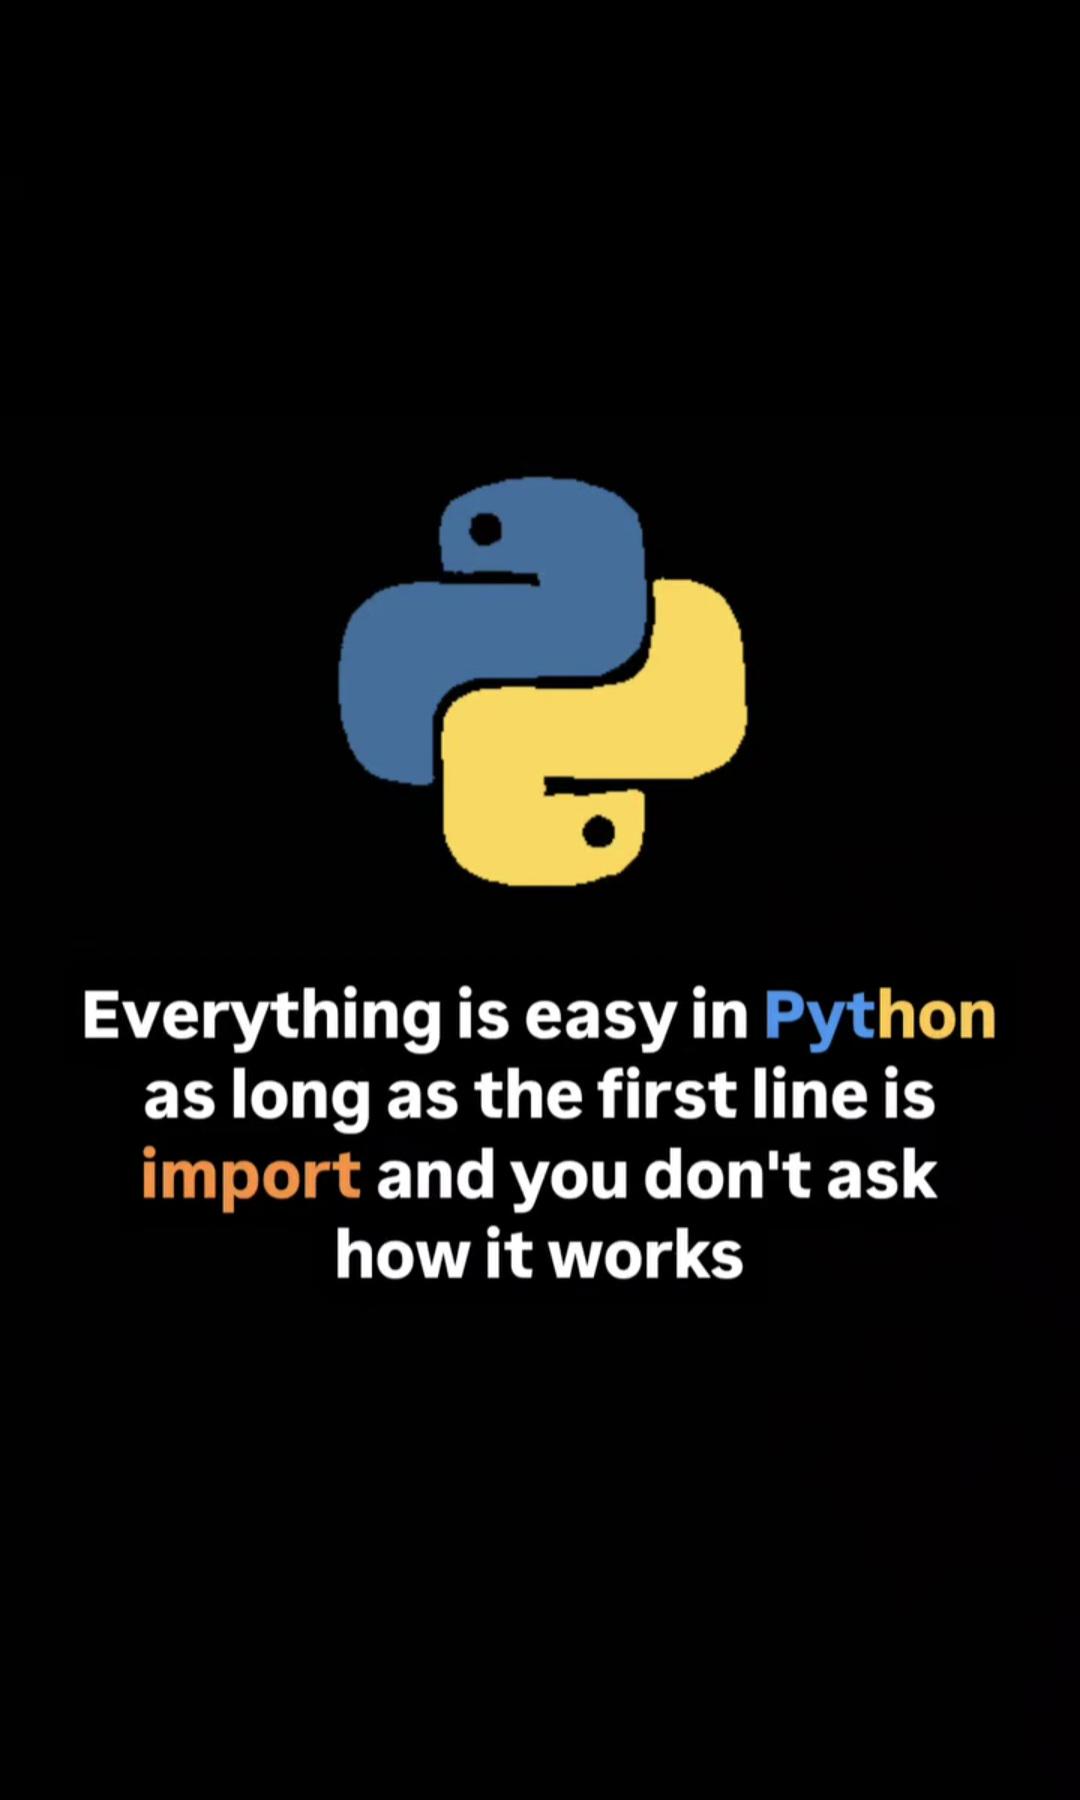 Everything is easy in Python
as long as the first line is
import and you don't ask
how it works